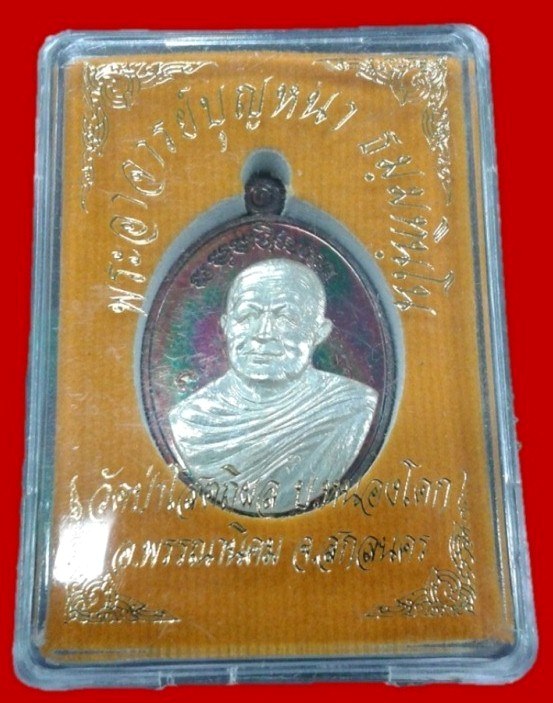 พระอาจารย์บุญหนา ธมฺมทินฺโน
วัดป่าโสตถิผล บ.หนองโดก
อ.พรรณานิคม จ.สกลนคร